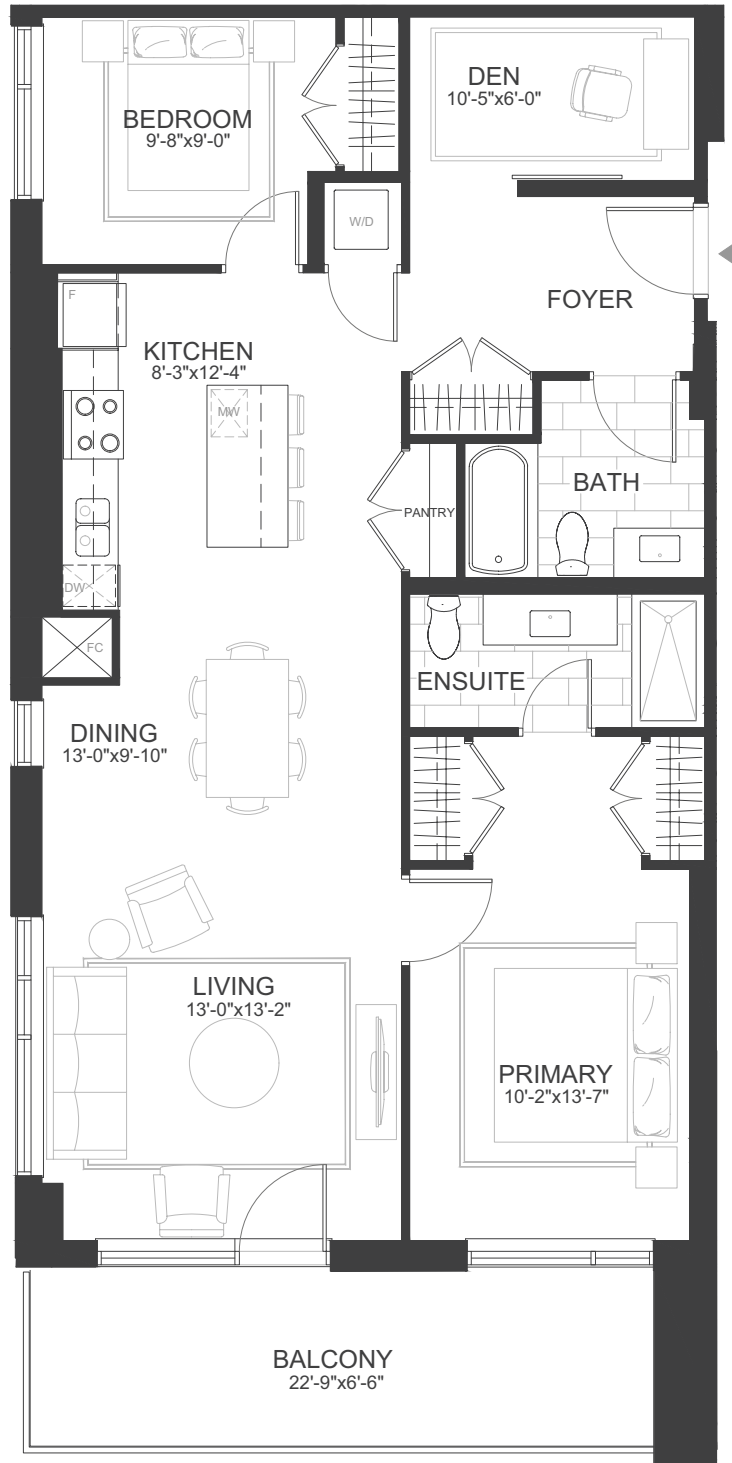 DEN
10'-5"x6'-0"
BEDROOM
9'-8"x9'-0"
W/D
F
FOYER
KITCHEN
8'-3"x12'-4"
MW
BATH
PANTRY
DW
FC
ENSUITE
DINING
13'-0"x9'-10"
LIVING
13'-0"x13'-2"
PRIMARY
10'-2"x13'-7"
BALCONY
22'-9"x6'-6"